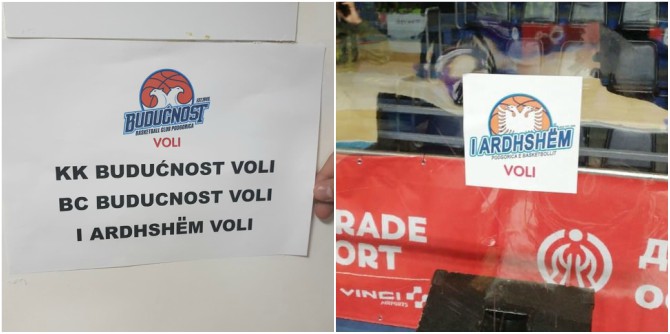 BUDUĆNOST
BASKETBALL CLUB PODGORICA
VOLI
KK BUDUĆNOST VOLI
BC BUDUCNOST VOLI
I ARDHSHËM VOLI
I ARDHSHËM
PODGORICA E BASKETBOLLIT
VOLI
RADE
ORT
VINCI
AIRPORTS
Д
О